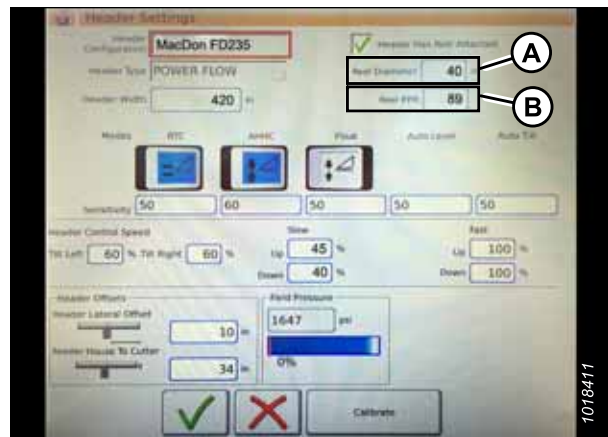 Header Settings
Header Configuration MacDon FD235
Header Has Reel Attached
A
Header Type POWER FLOW
Reel Diameter 40
Header Width 420 in
Reel PPR 89
B
Modes RTC AHHC Float Auto Level Auto Tilt
Sensitivity 50 60 50 50 50
Header Control Speed
Slow Fast
Tilt Left 60 % Tilt Right 60 % Up 45 % Up 100 %
Down 40 % Down 100 %
Header Offsets Field Pressure
Header Lateral Offset 1647 psi
10 in
Feeder House To Cutter
34 in 0%
Calibrate
1018411